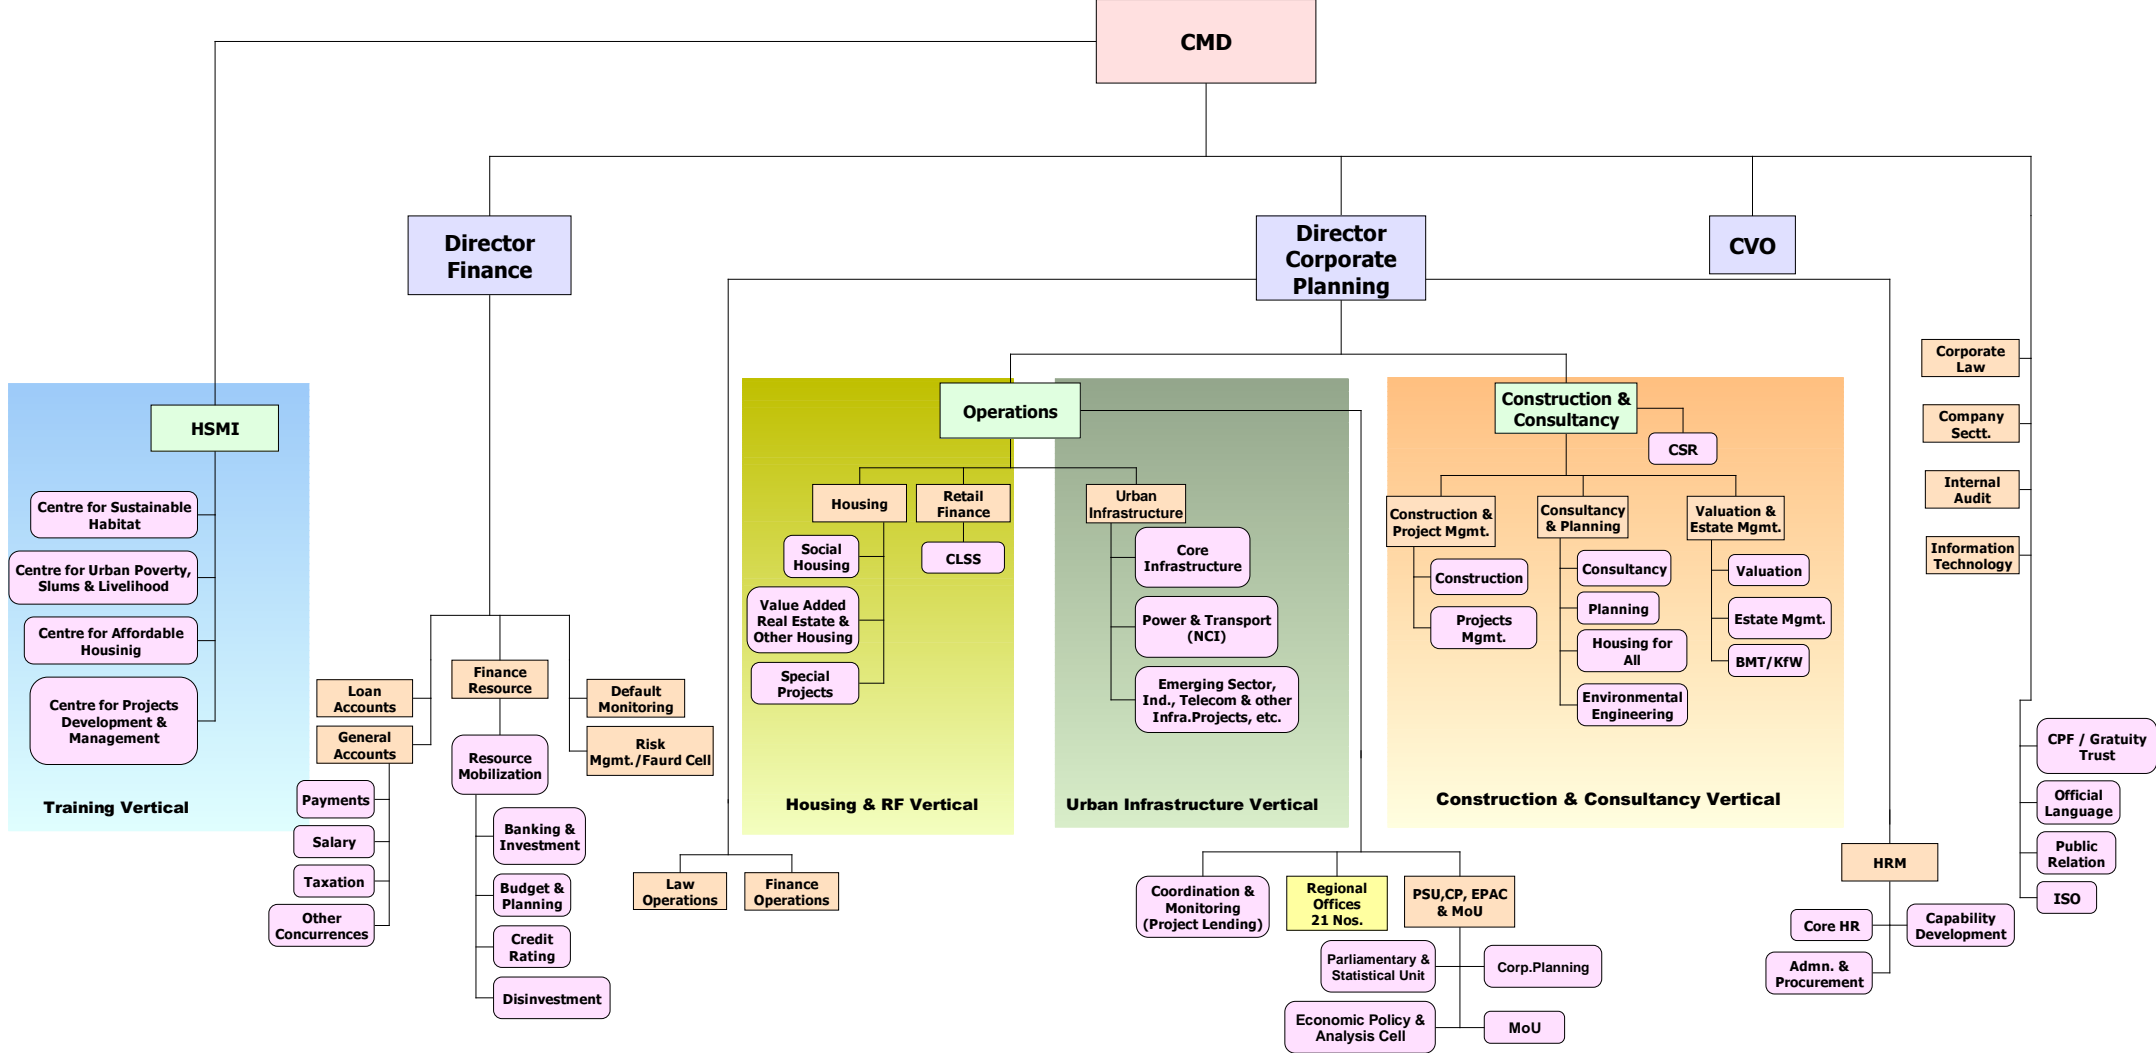 CMD
Director
Finance
Director
Corporate
Planning
CVO
HSMI
Centre for Sustainable
Habitat
Centre for Urban Poverty,
Slums & Livelihood
Centre for Affordable
Housinig
Centre for Projects
Development &
Management
Training Vertical
Loan
Accounts
General
Accounts
Payments
Salary
Taxation
Other
Concurrences
Finance
Resource
Resource
Mobilization
Banking &
Investment
Budget &
Planning
Credit
Rating
Disinvestment
Default
Monitoring
Risk
Mgmt./Faurd Cell
Law
Operations
Finance
Operations
Operations
Housing
Social
Housing
Value Added
Real Estate &
Other Housing
Special
Projects
Retail
Finance
CLSS
Housing & RF Vertical
Urban
Infrastructure
Core
Infrastructure
Power & Transport
(NCI)
Emerging Sector,
Ind., Telecom & other
Infra.Projects, etc.
Urban Infrastructure Vertical
Coordination &
Monitoring
(Project Lending)
Regional
Offices
21 Nos.
PSU,CP, EPAC
& MoU
Parliamentary &
Statistical Unit
Corp.Planning
Economic Policy &
Analysis Cell
MoU
Construction &
Consultancy
CSR
Construction &
Project Mgmt.
Construction
Projects
Mgmt.
Consultancy
& Planning
Consultancy
Planning
Housing for
All
Environmental
Engineering
Valuation &
Estate Mgmt.
Valuation
Estate Mgmt.
BMT/KfW
Construction & Consultancy Vertical
HRM
Core HR
Capability
Development
Admn. &
Procurement
Corporate
Law
Company
Sectt.
Internal
Audit
Information
Technology
CPF / Gratuity
Trust
Official
Language
Public
Relation
ISO